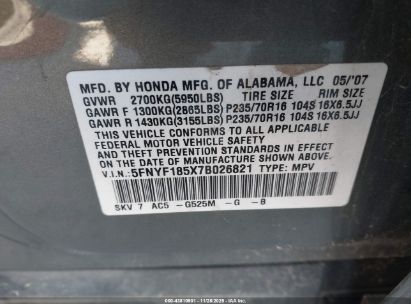 MFD. BY HONDA MFG. OF ALABAMA, LLC 05/'07
GVWR 2700KG(5950LBS) TIRE SIZE RIM SIZE
GAWR F 1300KG(2865LBS) P235/70R16 104S 16X6.5JJ
GAWR R 1430KG(3155LBS) P235/70R16 104S 16X6.5JJ
THIS VEHICLE CONFORMS TO ALL APPLICABLE
FEDERAL MOTOR VEHICLE SAFETY STANDARDS
IN EFFECT ON THE DATE OF MANUFACTURE SHOWN ABOVE.
5FNYF185X7B026821 TYPE: MPV
SKV 7 AC5 -G525M -G -B